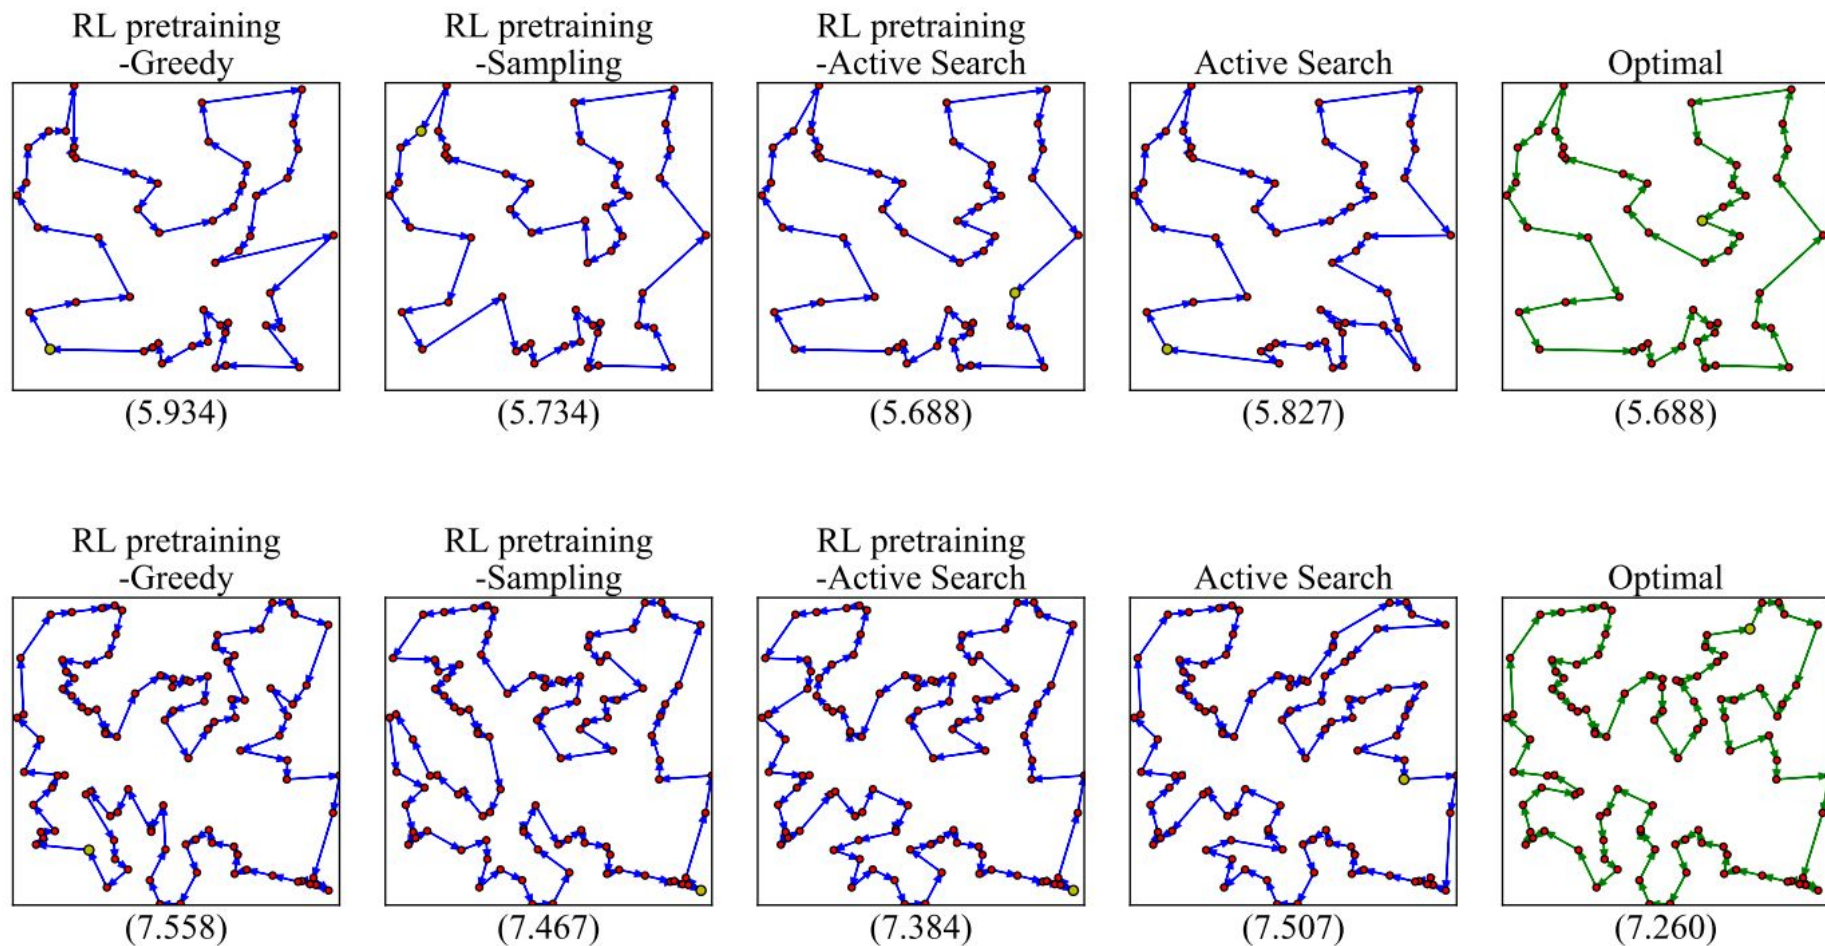 RL pretraining
-Greedy
RL pretraining
-Sampling
RL pretraining
-Active Search
Active Search
Optimal
(5.934)
(5.734)
(5.688)
(5.827)
(5.688)
RL pretraining
-Greedy
RL pretraining
-Sampling
RL pretraining
-Active Search
Active Search
Optimal
(7.558)
(7.467)
(7.384)
(7.507)
(7.260)